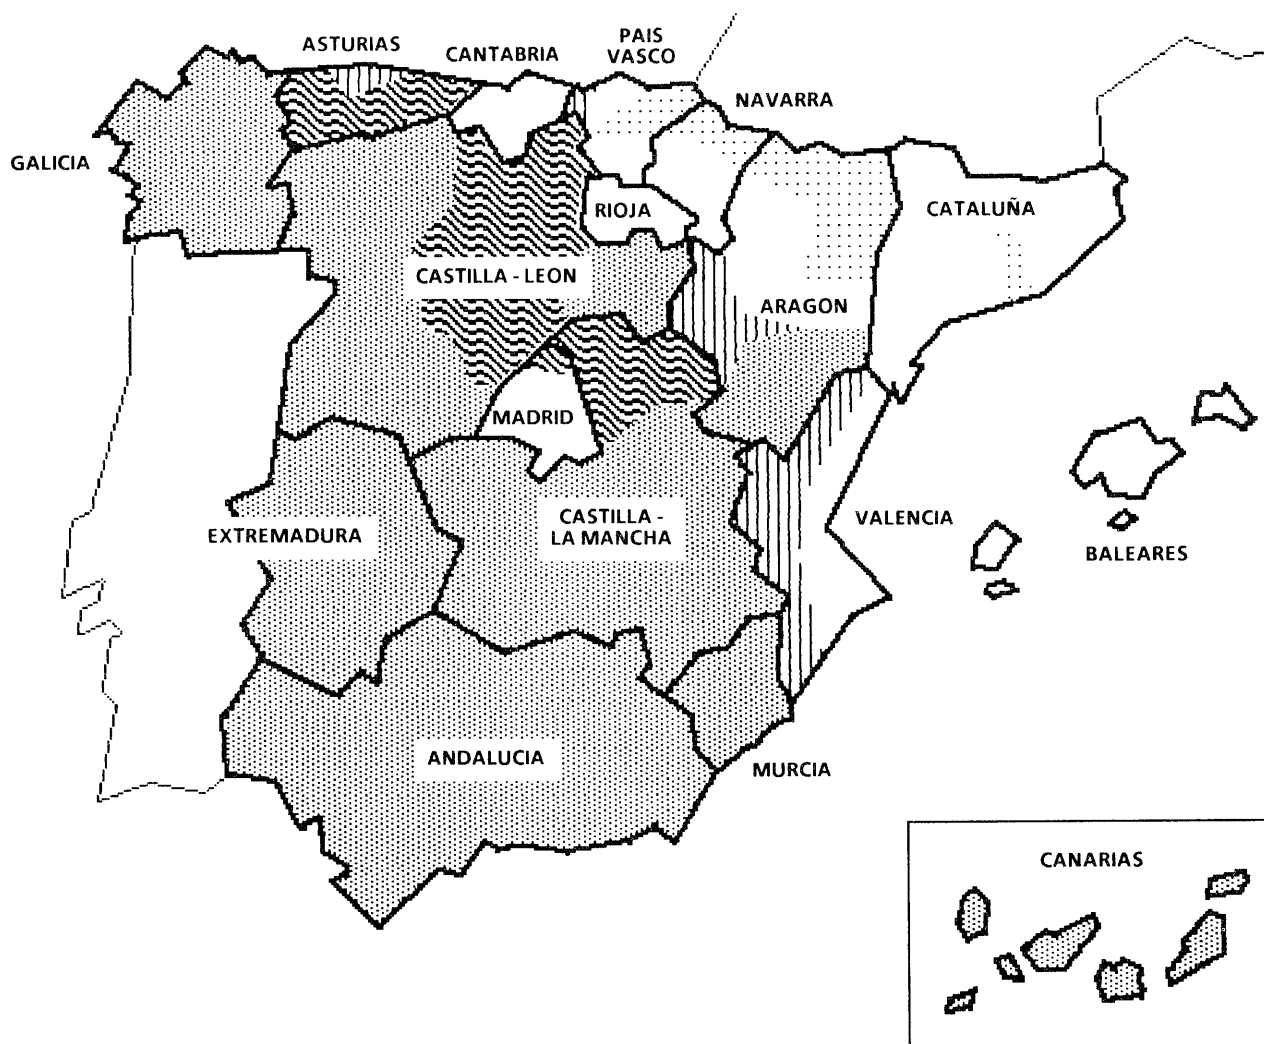 ASTURIAS
CANTABRIA
PAIS
VASCO
NAVARRA
GALICIA
RIOJA
CATALUÑA
CASTILLA - LEON
ARAGON
MADRID
EXTREMADURA
CASTILLA -
LA MANCHA
VALENCIA
BALEARES
ANDALUCIA
MURCIA
CANARIAS